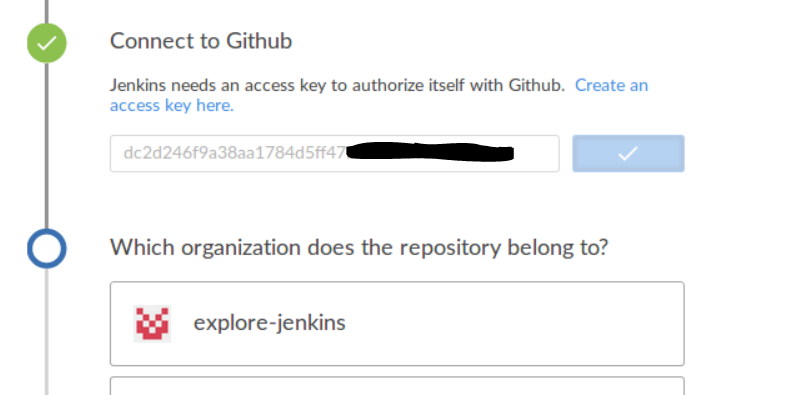 Connect to Github
Jenkins needs an access key to authorize itself with Github. Create an
access key here.
dc2d246f9a38aa1784d5ff47
Which organization does the repository belong to?
explore-jenkins